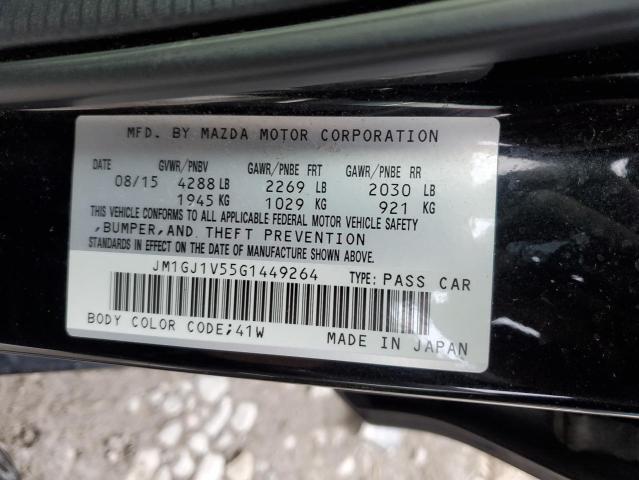 MFD. BY MAZDA MOTOR CORPORATION
DATE GVWR/PNBV GAWR/PNBE FRT GAWR/PNBE RR
08/15 4288 LB 2269 LB 2030 LB
1945 KG 1029 KG 921 KG
THIS VEHICLE CONFORMS TO ALL APPLICABLE FEDERAL MOTOR VEHICLE SAFETY
,BUMPER,AND THEFT PREVENTION
STANDARDS IN EFFECT ON THE DATE OF MANUFACTURE SHOWN ABOVE.
JM1GJ1V55G1449264 TYPE: PASS CAR
BODY COLOR CODE;41W MADE IN JAPAN